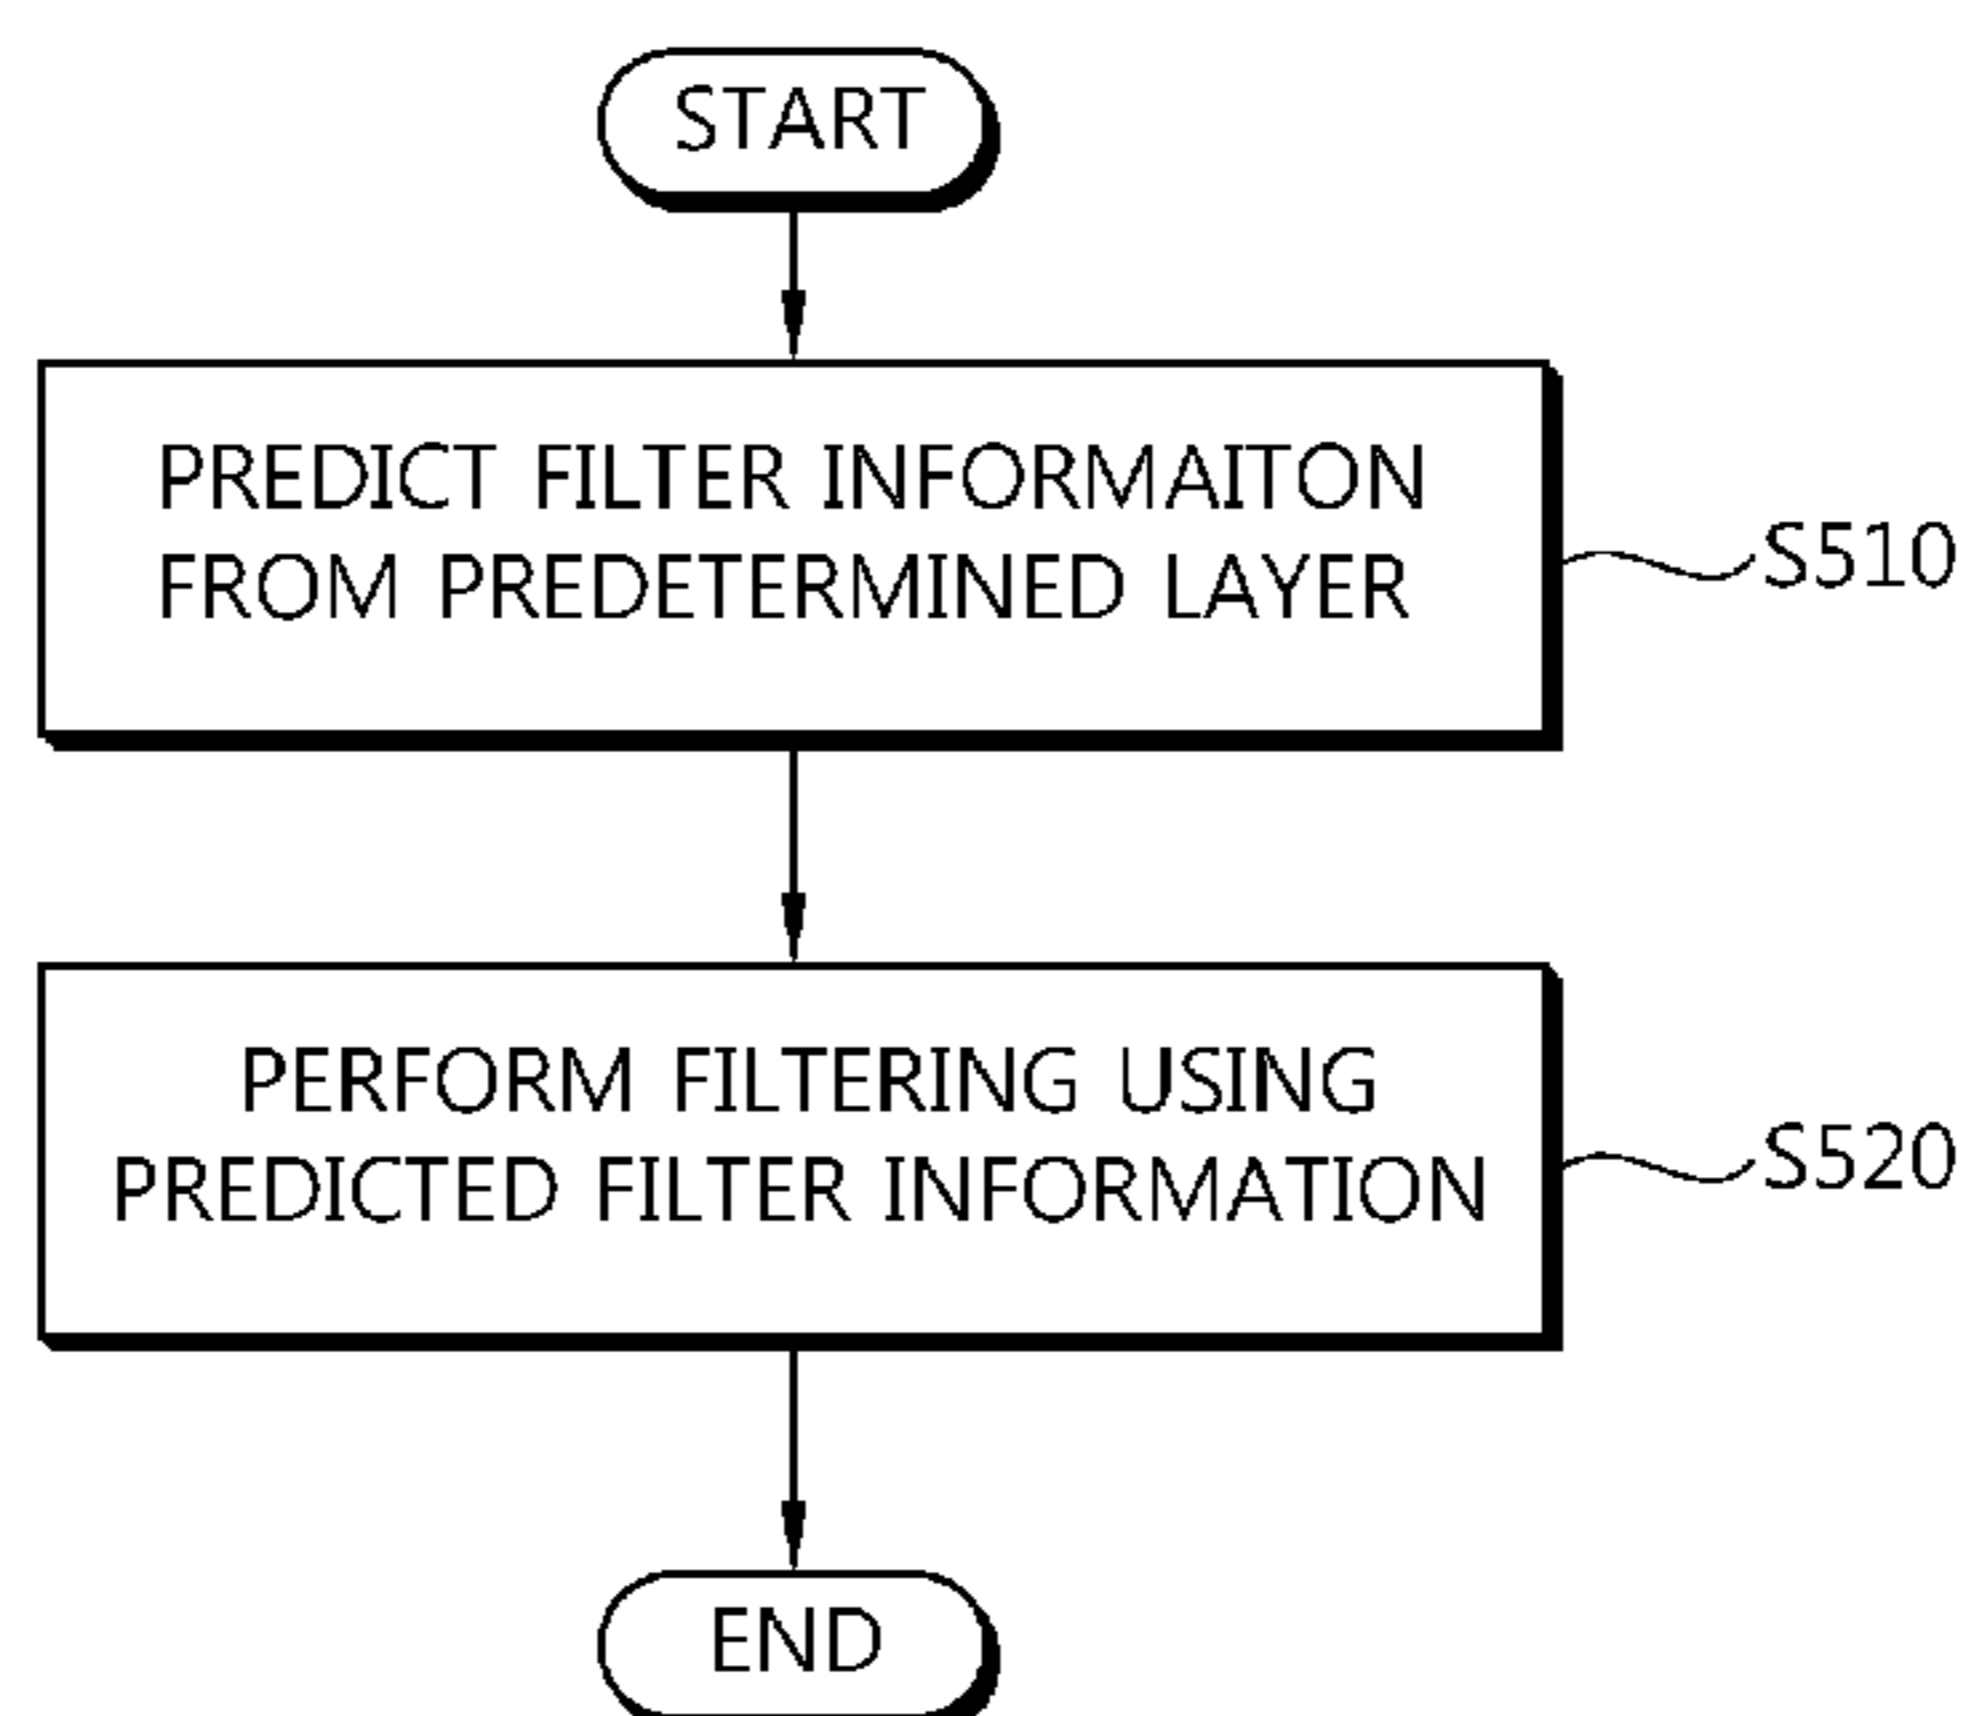 START
PREDICT FILTER INFORMAITON
FROM PREDETERMINED LAYER
S510
PERFORM FILTERING USING
PREDICTED FILTER INFORMATION
S520
END